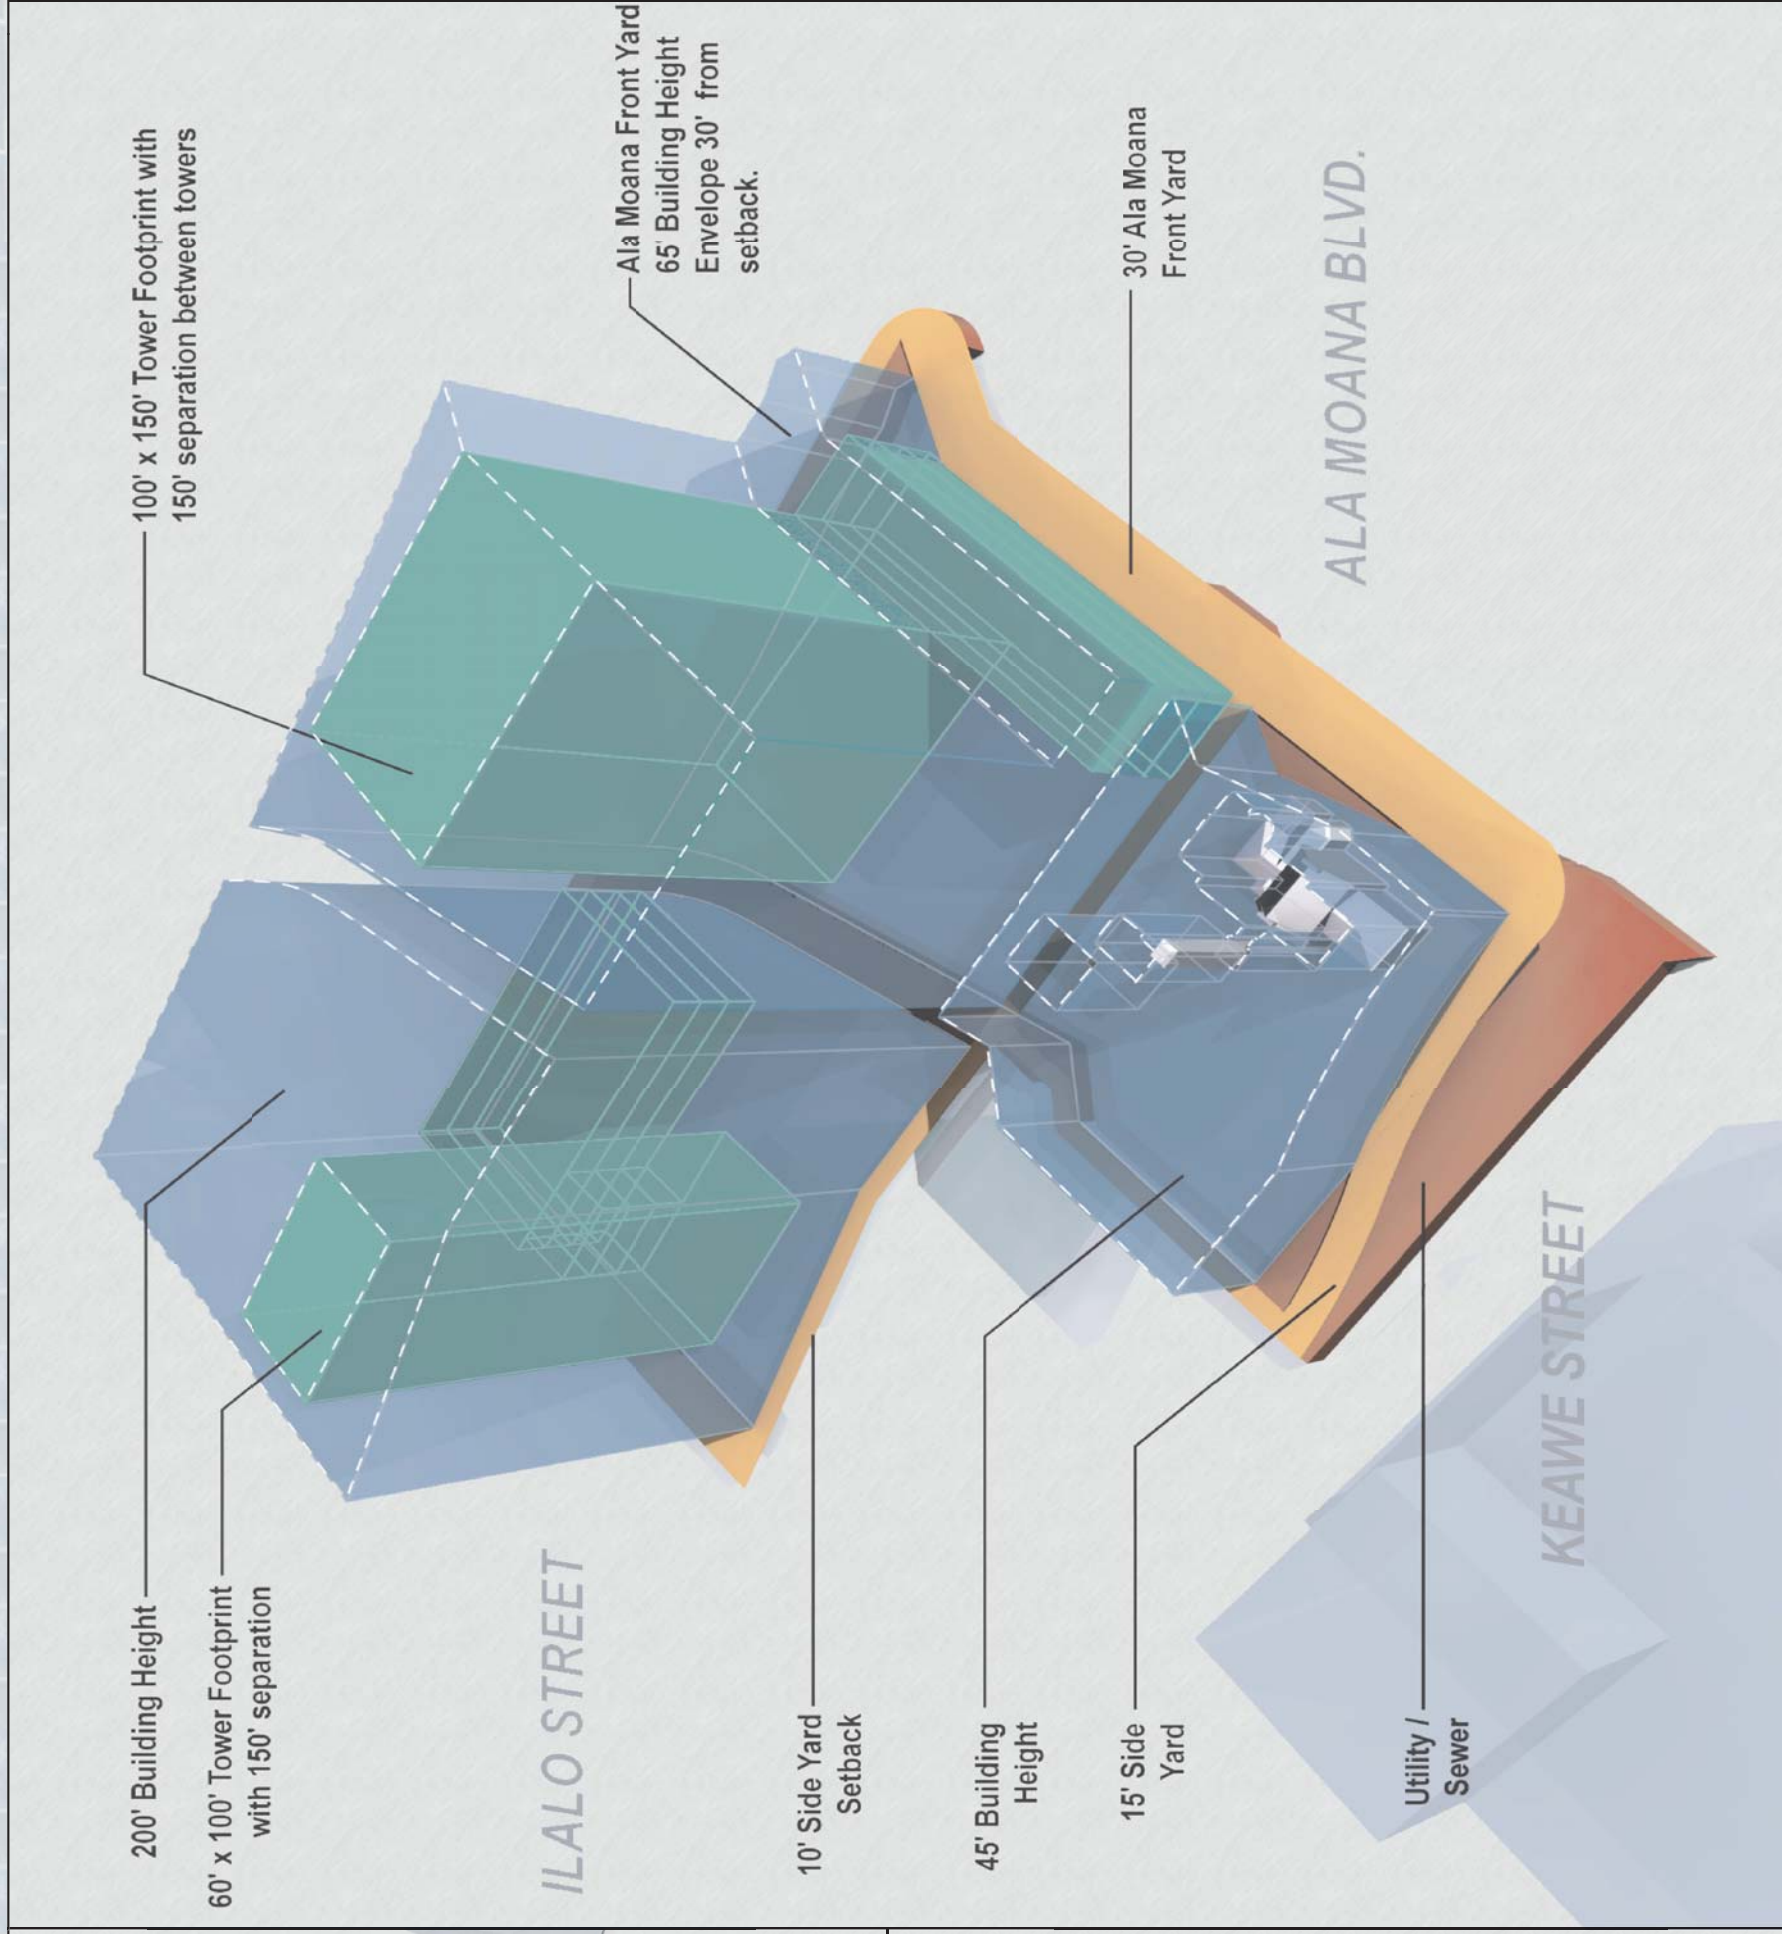 200' Building Height
60' x 100' Tower Footprint
with 150' separation
100' x 150' Tower Footprint with
150' separation between towers
ILALO STREET
Ala Moana Front Yard
65' Building Height
Envelope 30' from
setback.
10' Side Yard
Setback
45' Building
Height
15' Side
Yard
30' Ala Moana
Front Yard
ALA MOANA BLVD.
Utility /
Sewer
KEAWE STREET